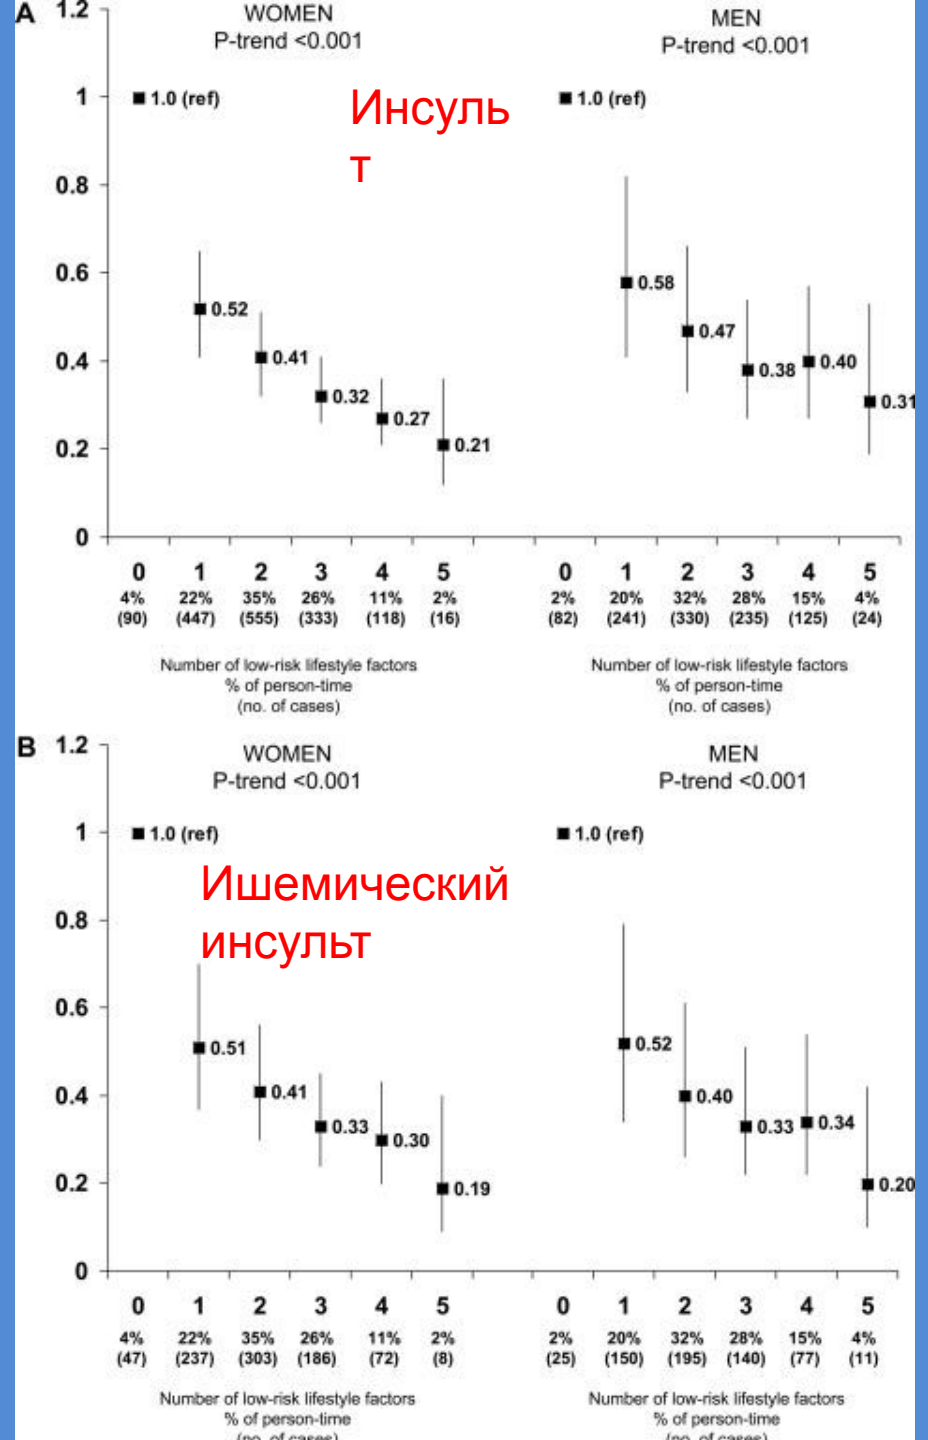 A
1.2
WOMEN
P-trend <0.001
MEN
P-trend <0.001
1
1.0 (ref)
Инсуль
т
1.0 (ref)
0.8
0.6
0.52
0.41
0.32
0.27
0.21
0.58
0.47
0.38
0.40
0.31
0.4
0.2
0
0 1 2 3 4 5
4% 22% 35% 26% 11% 2%
(90) (447) (555) (333) (118) (16)
Number of low-risk lifestyle factors
% of person-time
(no. of cases)
0 1 2 3 4 5
2% 20% 32% 28% 15% 4%
(82) (241) (330) (235) (125) (24)
Number of low-risk lifestyle factors
% of person-time
(no. of cases)
B
1.2
WOMEN
P-trend <0.001
MEN
P-trend <0.001
1
1.0 (ref)
1.0 (ref)
Ишемический
инсульт
0.8
0.6
0.51
0.41
0.33
0.30
0.19
0.52
0.40
0.33
0.34
0.20
0.4
0.2
0
0 1 2 3 4 5
4% 22% 35% 26% 11% 2%
(47) (237) (303) (186) (72) (8)
Number of low-risk lifestyle factors
% of person-time
(no. of cases)
0 1 2 3 4 5
2% 20% 32% 28% 15% 4%
(25) (150) (195) (140) (77) (11)
Number of low-risk lifestyle factors
% of person-time
(no. of cases)